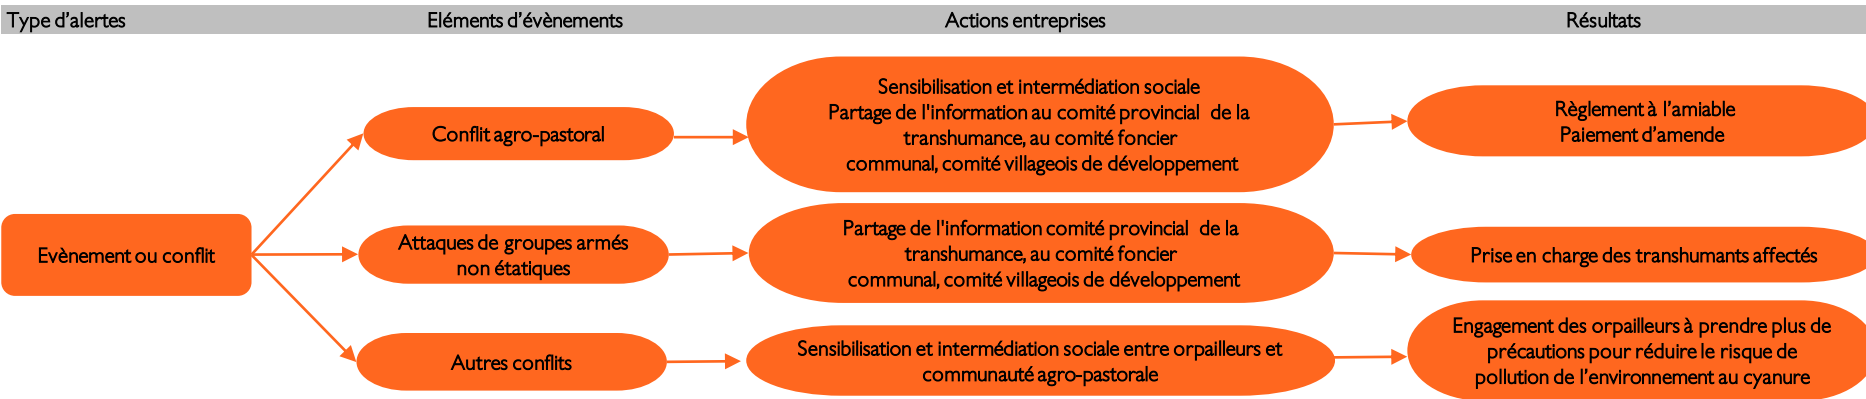 Type d’alertes
Eléments d’évènements
Actions entreprises
Résultats
Evènement ou conflit
Conflit agro-pastoral
Sensibilisation et intermédiation sociale
Partage de l'information au comité provincial de la
transhumance, au comité foncier
communal, comité villageois de développement
Règlement à l’amiable
Paiement d’amende
Attaques de groupes armés
non étatiques
Partage de l'information comité provincial de la
transhumance, au comité foncier
communal, comité villageois de développement
Prise en charge des transhumants affectés
Autres conflits
Sensibilisation et intermédiation sociale entre orpailleurs et
communauté agro-pastorale
Engagement des orpailleurs à prendre plus de
précautions pour réduire le risque de
pollution de l’environnement au cyanure